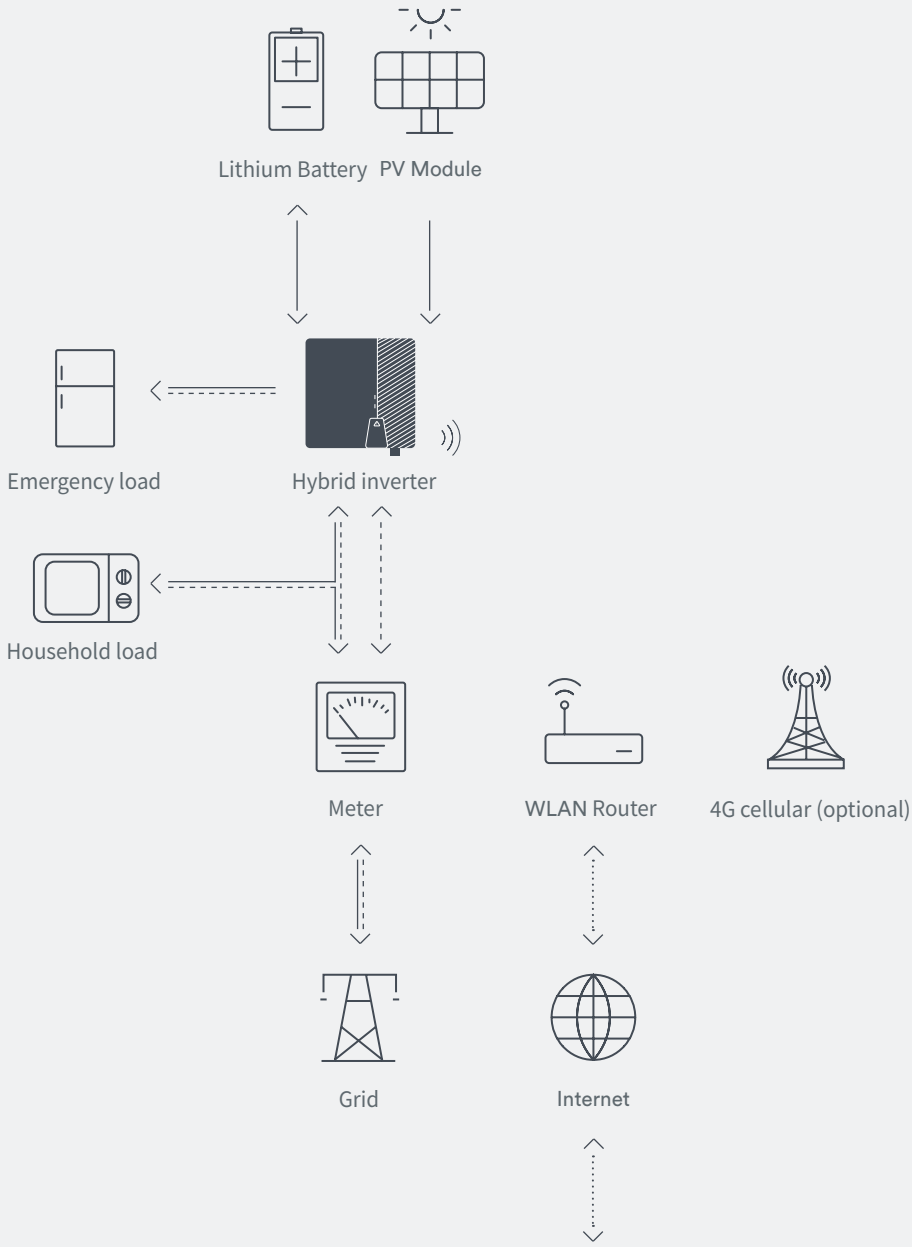 Lithium Battery
PV Module
Emergency load
Hybrid inverter
Household load
Meter
WLAN Router
4G cellular (optional)
Grid
Internet